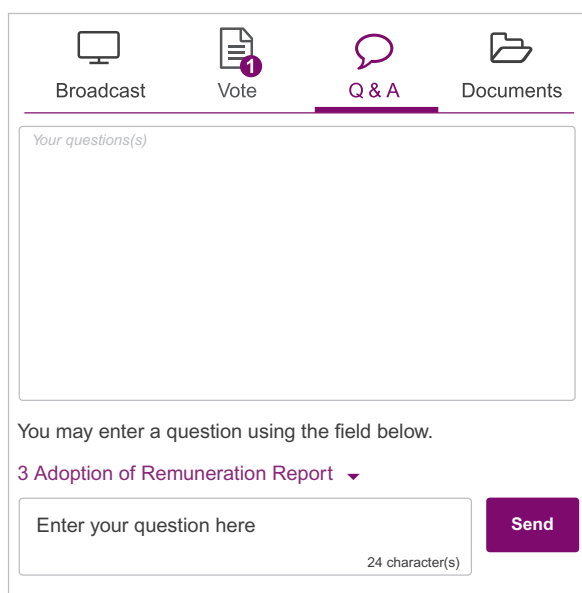 1
Broadcast Vote Q & A Documents
Your questions(s)
You may enter a question using the field below.
3 Adoption of Remuneration Report
Enter your question here
Send
24 character(s)